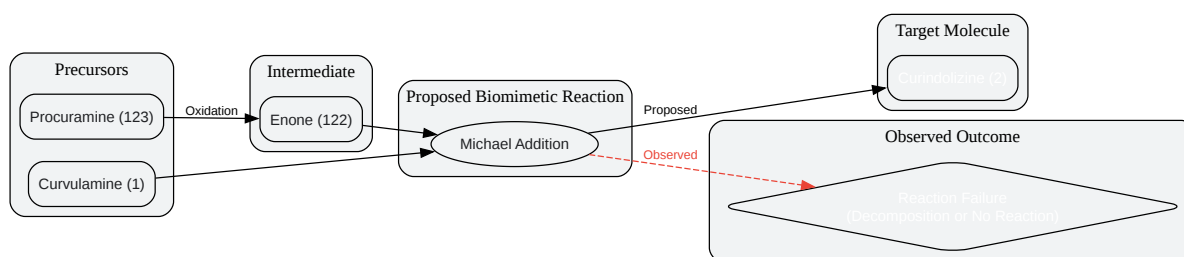 Precursors
Procuramine (123)
Curvulamine (1)
Oxidation
Intermediate
Enone (122)
Proposed Biomimetic Reaction
Michael Addition
Proposed
Observed
Target Molecule
Curindolizine (2)
Observed Outcome
Reaction Failure
(Decomposition or No Reaction)